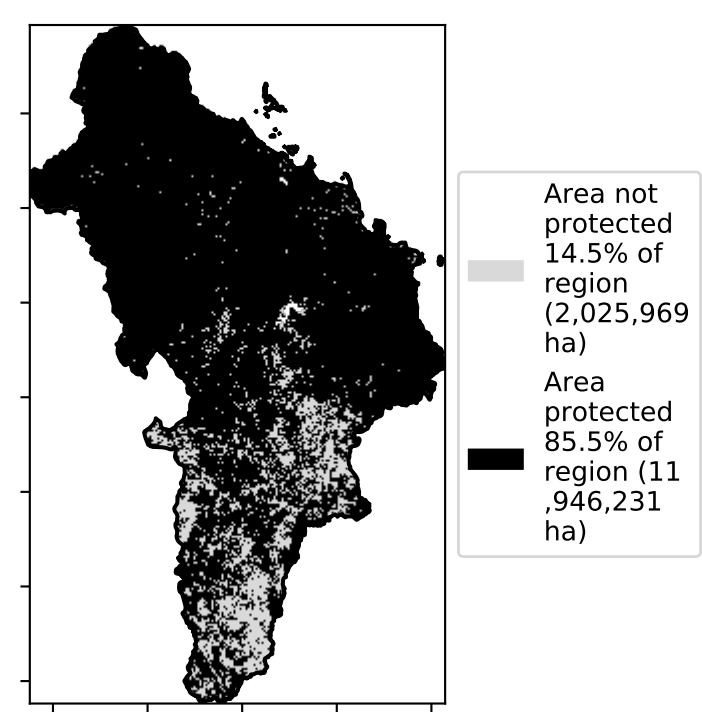 Area not
protected
14.5% of
region
(2,025,969
ha)
Area
protected
85.5% of
region (11
,946,231
ha)